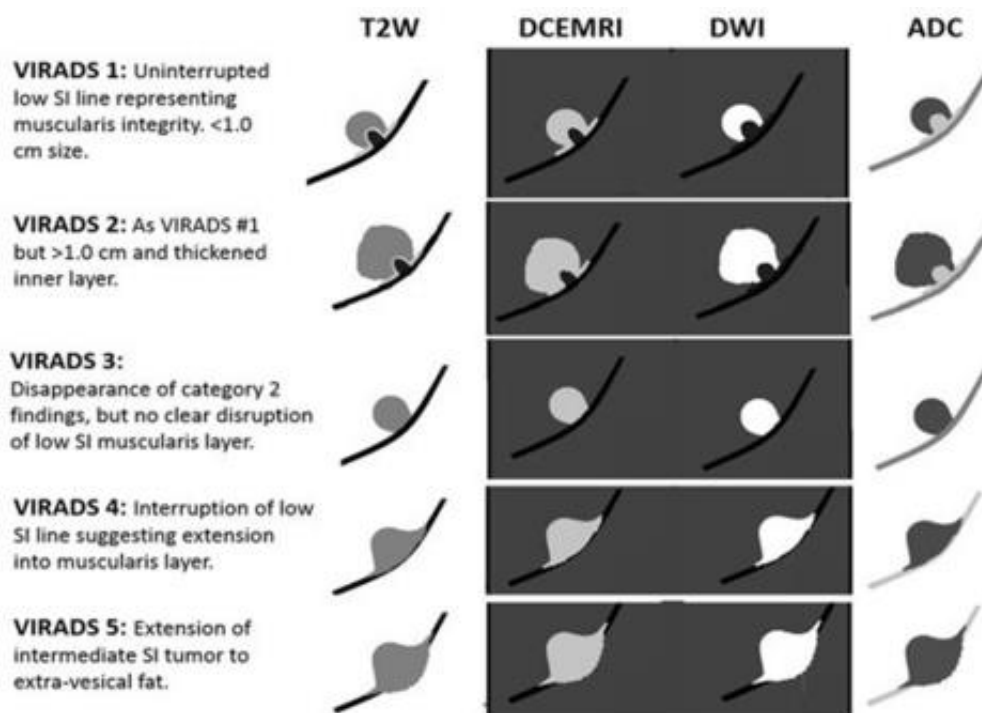 T2W DCEMRI DWI ADC
VIRADS 1: Uninterrupted
low SI line representing
muscularis integrity. <1.0
cm size.
VIRADS 2: As VIRADS #1
but >1.0 cm and thickened
inner layer.
VIRADS 3:
Disappearance of category 2
findings, but no clear disruption
of low SI muscularis layer.
VIRADS 4: Interruption of low
SI line suggesting extension
into muscularis layer.
VIRADS 5: Extension of
intermediate SI tumor to
extra-vesical fat.